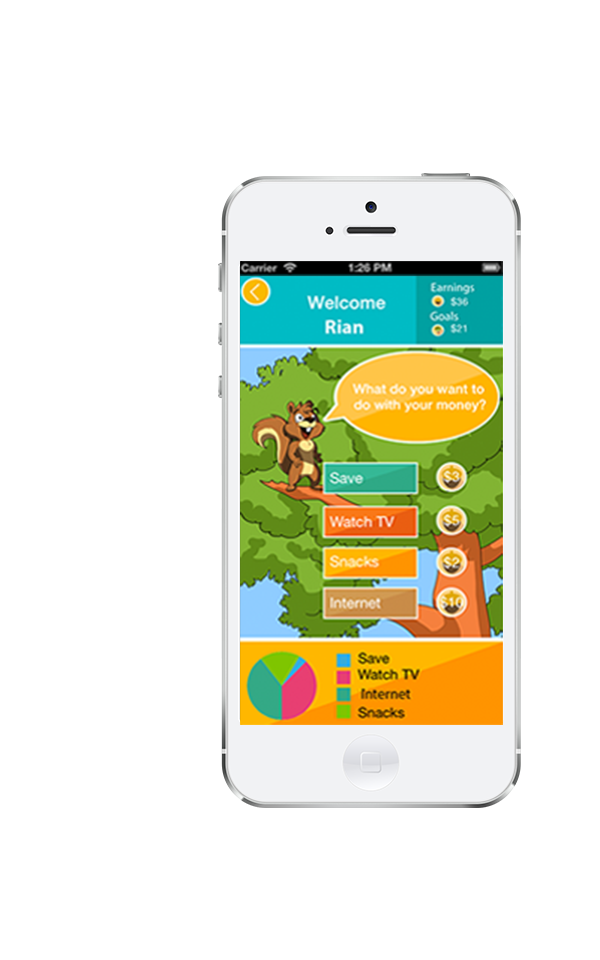 Carrier 1:26 PM
Welcome
Rian
Earnings
$36
Goals
$21
What do you want to
do with your money?
Save $3
Watch TV $5
Snacks $2
Internet $10
Save
Watch TV
Internet
Snacks